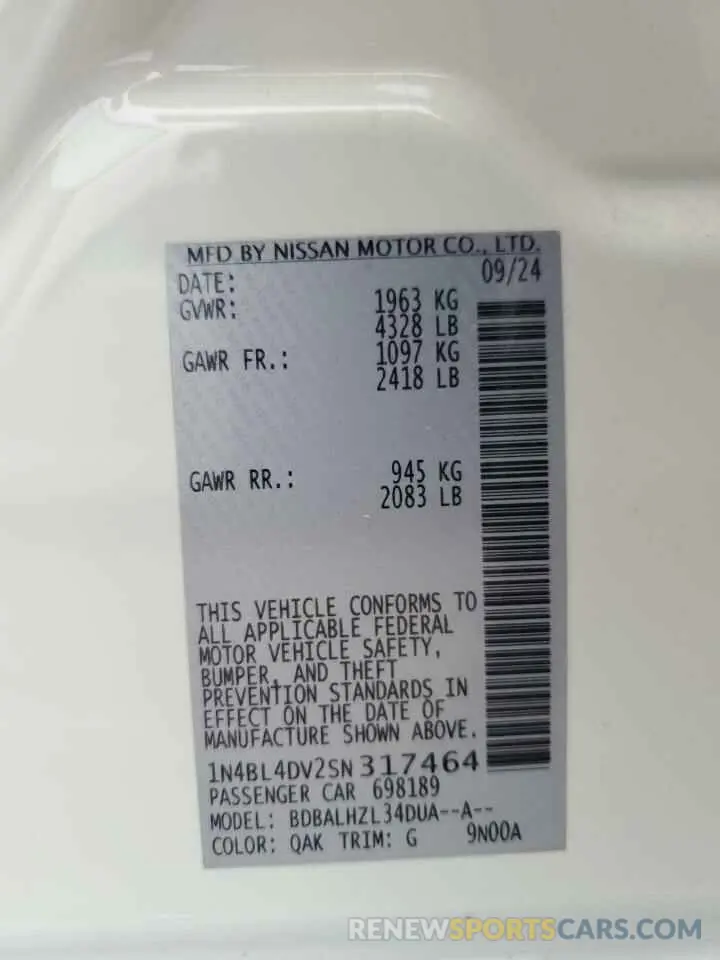 MFD BY NISSAN MOTOR CO., LTD.
DATE: 09/24
GVWR: 1963 KG
4328 LB
GAWR FR.: 1097 KG
2418 LB
GAWR RR.: 945 KG
2083 LB
THIS VEHICLE CONFORMS TO
ALL APPLICABLE FEDERAL
MOTOR VEHICLE SAFETY,
BUMPER, AND THEFT
PREVENTION STANDARDS IN
EFFECT ON THE DATE OF
MANUFACTURE SHOWN ABOVE.
1N4BL4DV2SN317464
PASSENGER CAR 698189
MODEL: BDBALHZL34DUA--A--
COLOR: QAK TRIM: G 9N00A
RENEWSPORTSCARS.COM